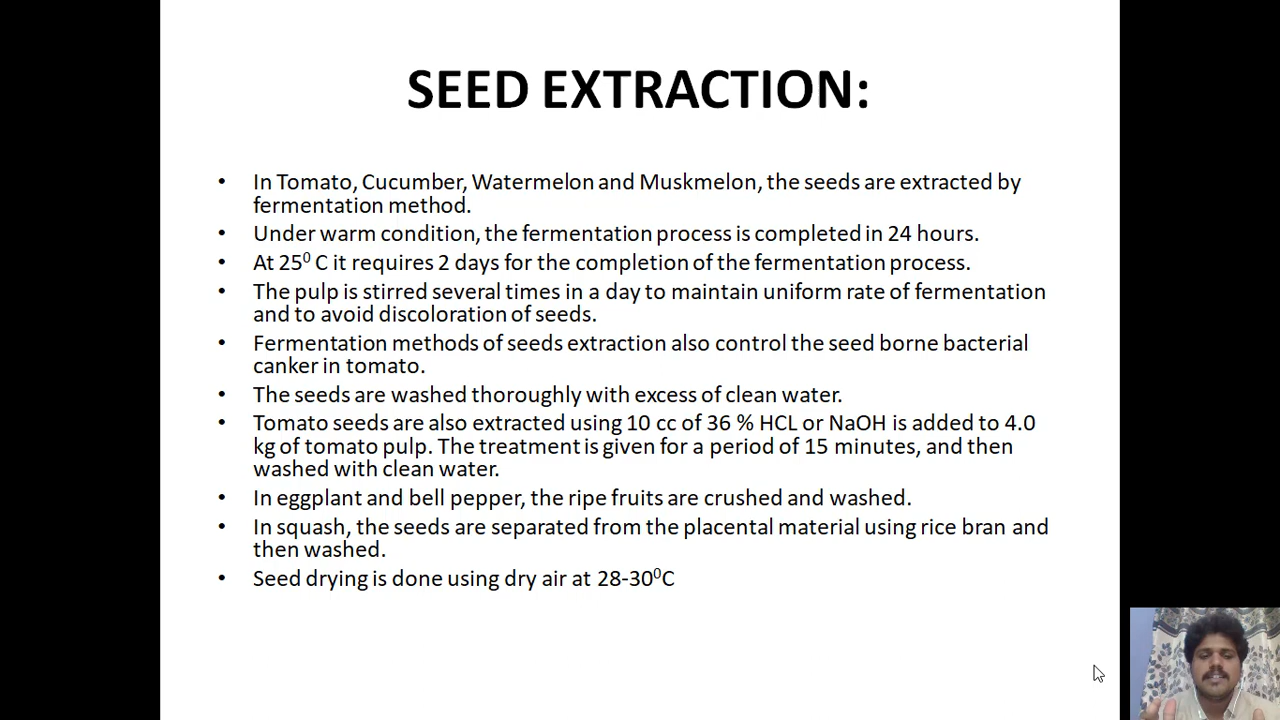 SEED EXTRACTION:
• In Tomato, Cucumber, Watermelon and Muskmelon, the seeds are extracted by
fermentation method.
• Under warm condition, the fermentation process is completed in 24 hours.
• At 25⁰ C it requires 2 days for the completion of the fermentation process.
• The pulp is stirred several times in a day to maintain uniform rate of fermentation
and to avoid discoloration of seeds.
• Fermentation methods of seeds extraction also control the seed borne bacterial
canker in tomato.
• The seeds are washed thoroughly with excess of clean water.
• Tomato seeds are also extracted using 10 cc of 36 % HCL or NaOH is added to 4.0
kg of tomato pulp. The treatment is given for a period of 15 minutes, and then
washed with clean water.
• In eggplant and bell pepper, the ripe fruits are crushed and washed.
• In squash, the seeds are separated from the placental material using rice bran and
then washed.
• Seed drying is done using dry air at 28-30⁰C